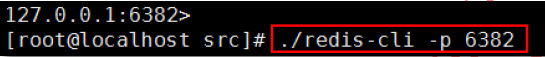 127.0.0.1:6382>
[root@localhost src]# ./redis-cli -p 6382